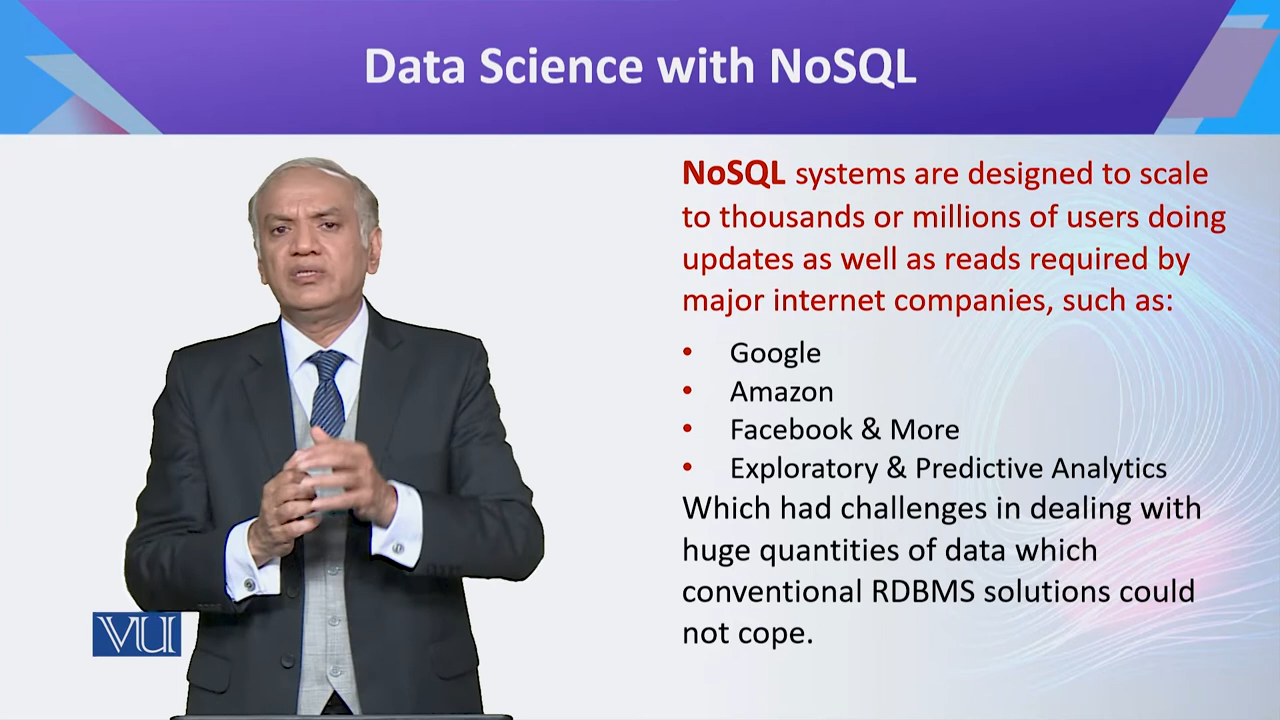 Data Science with NoSQL
NoSQL systems are designed to scale
to thousands or millions of users doing
updates as well as reads required by
major internet companies, such as:
• Google
• Amazon
• Facebook & More
• Exploratory & Predictive Analytics
Which had challenges in dealing with
huge quantities of data which
conventional RDBMS solutions could
not cope.
VU